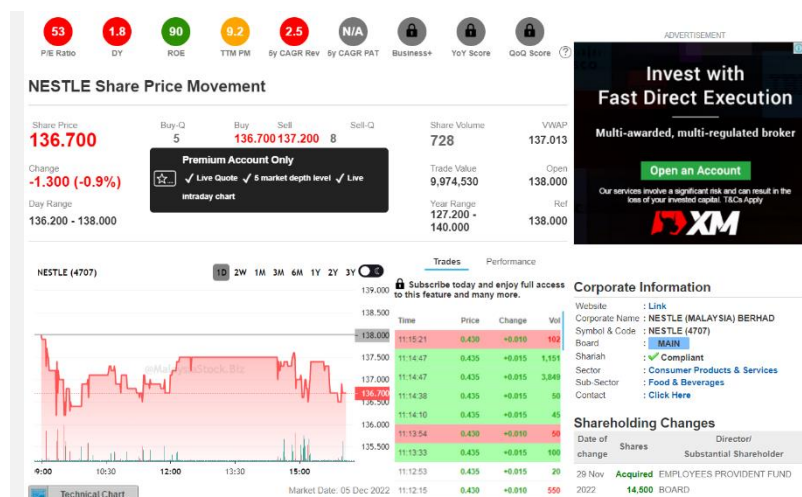 53 1.8 90 9.2 2.5 N/A
P/E Ratio DY ROE TTM PM 5y CAGR Rev 5y CAGR PAT Business+ YoY Score QoQ Score ?
NESTLE Share Price Movement
Share Price Buy-Q Buy Sell Sell-Q Share Volume VWAP
136.700 5 136.700 137.200 8 728 137.013
Premium Account Only
✓ Live Quote ✓ 5 market depth level ✓ Live
intraday chart
Change Trade Value Open
-1.300 (-0.9%) 9,974,530 138.000
Day Range Year Range Ref
136.200 - 138.000 127.200 - 140.000 138.000
NESTLE (4707) 1D 2W 1M 3M 6M 1Y 2Y 3Y
139.000
138.500
138.000
137.500
137.000
136.700
136.500
136.000
135.500
@MalaysiaStock.Biz
9:00 10:30 12:00 13:30 15:00
Technical Chart Market Date: 05 Dec 2022
Trades Performance
Subscribe today and enjoy full access
to this feature and many more.
Time Price Change Vol
11:15:21 0.430 +0.010 102
11:14:47 0.435 +0.015 1,151
11:14:47 0.435 +0.015 3,849
11:14:38 0.435 +0.015 50
11:14:10 0.435 +0.015 45
11:13:54 0.430 +0.010 50
11:13:33 0.435 +0.015 100
11:12:53 0.435 +0.015 20
11:12:15 0.430 +0.010 550
ADVERTISEMENT
Invest with
Fast Direct Execution
Multi-awarded, multi-regulated broker
Open an Account
Our services involve a significant risk and can result in the
loss of your invested capital. T&Cs Apply
XM
Corporate Information
Website : Link
Corporate Name : NESTLE (MALAYSIA) BERHAD
Symbol & Code : NESTLE (4707)
Board : MAIN
Shariah : ✓ Compliant
Sector : Consumer Products & Services
Sub-Sector : Food & Beverages
Contact : Click Here
Shareholding Changes
Date of change Shares Director/ Substantial Shareholder
29 Nov 2022 Acquired 14,500 EMPLOYEES PROVIDENT FUND BOARD